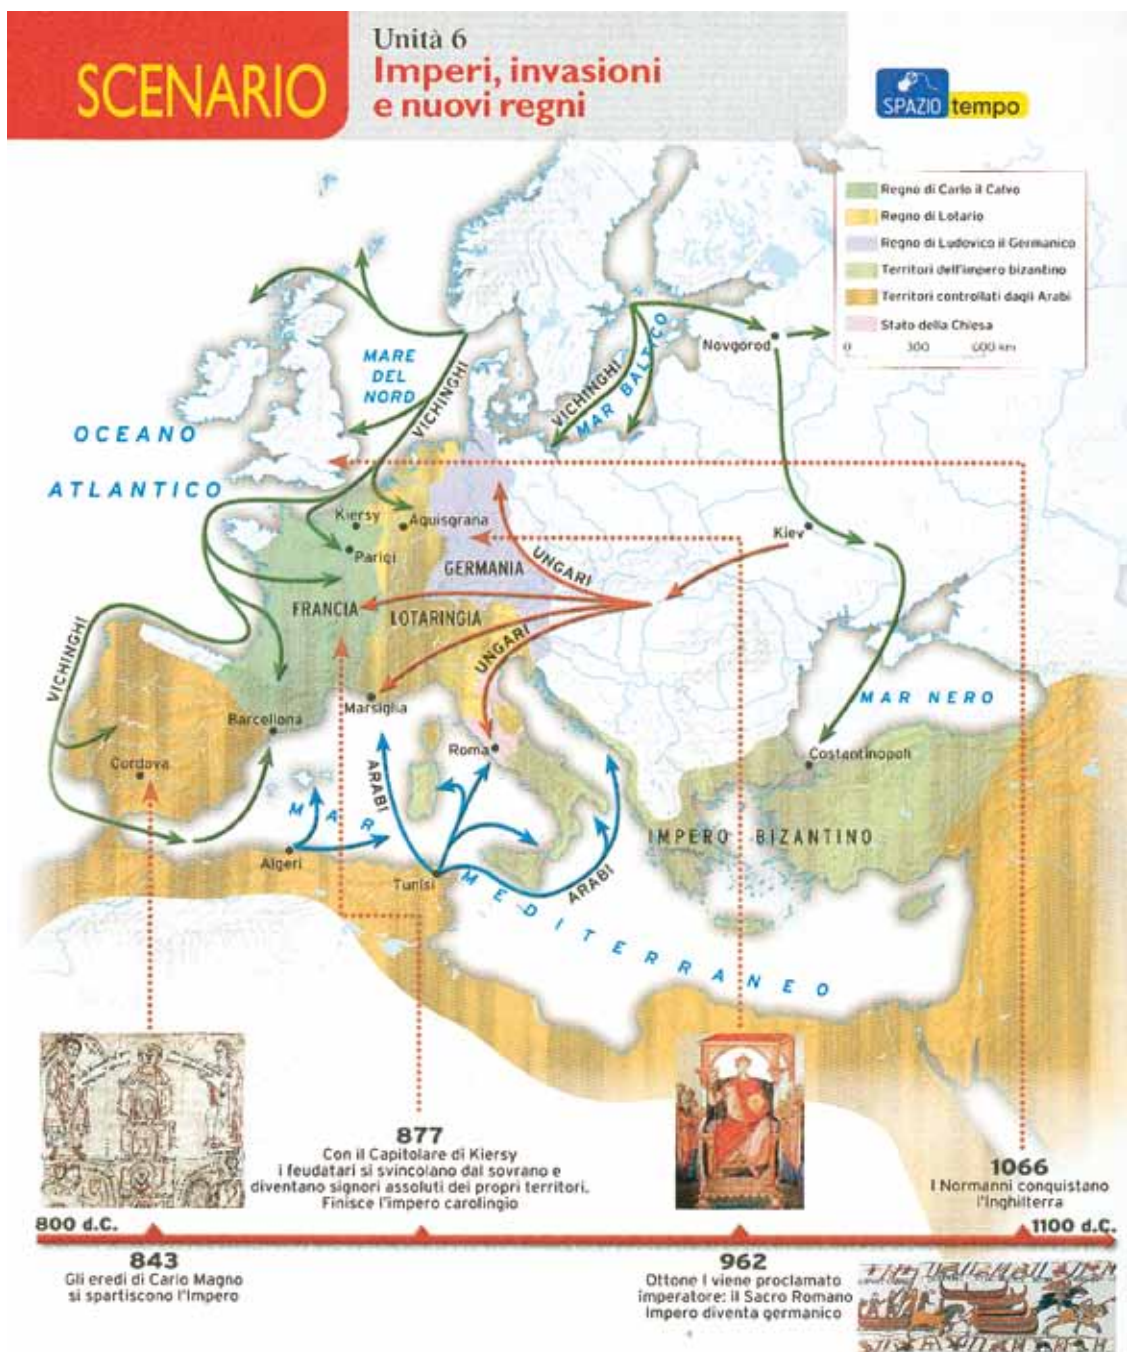 SCENARIO
Unità 6
Imperi, invasioni
e nuovi regni
SPAZIO tempo
Regno di Carlo il Calvo
Regno di Lotario
Regno di Ludovico il Germanico
Territori dell'impero bizantino
Territori controllati dagli Arabi
Stato della Chiesa
0 300 600 km
MARE
DEL
NORD
VICHINGHI
VICHINGHI
MAR BALTICO
Novgorod
OCEANO
ATLANTICO
Kiersy
Aquisgrana
Parigi
Kiev
GERMANIA
UNGARI
FRANCIA
LOTARINGIA
UNGARI
VICHINGHI
MAR NERO
Marsiglia
Barcellona
Roma
Costantinopoli
Cordova
ARABI
IMPERO BIZANTINO
Algeri
Tunisi
ARABI
MAR MEDITERRANEO
877
Con il Capitolare di Kiersy
i feudatari si svincolano dal sovrano e
diventano signori assoluti dei propri territori.
Finisce l'impero carolingio
1066
I Normanni conquistano
l'Inghilterra
800 d.C.
1100 d.C.
843
Gli eredi di Carlo Magno
si spartiscono l'Impero
962
Ottone I viene proclamato
imperatore: il Sacro Romano
Impero diventa germanico